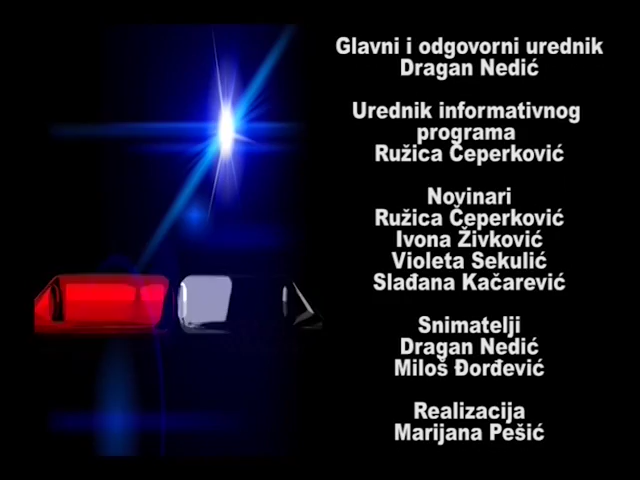 Glavni i odgovorni urednik
Dragan Nedić
Urednik informativnog
programa
Ružica Čeperković
Novinari
Ružica Čeperković
Ivona Živković
Violeta Sekulić
Slađana Kačarević
Snimatelji
Dragan Nedić
Miloš Đorđević
Realizacija
Marijana Pešić